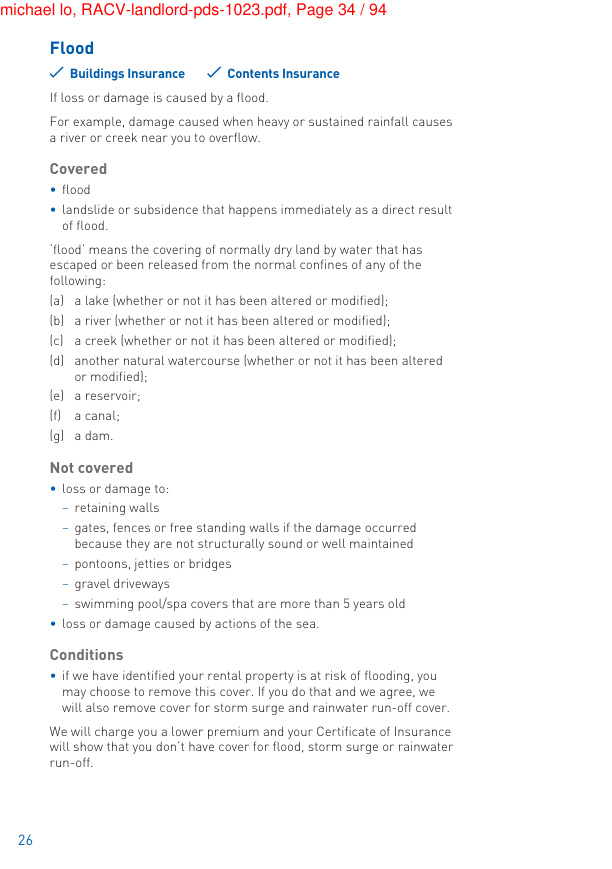 michael lo, RACV-landlord-pds-1023.pdf, Page 34 / 94
Flood
✓ Buildings Insurance ✓ Contents Insurance
If loss or damage is caused by a flood.
For example, damage caused when heavy or sustained rainfall causes
a river or creek near you to overflow.
Covered
• flood
• landslide or subsidence that happens immediately as a direct result
of flood.
‘flood’ means the covering of normally dry land by water that has
escaped or been released from the normal confines of any of the
following:
(a) a lake (whether or not it has been altered or modified);
(b) a river (whether or not it has been altered or modified);
(c) a creek (whether or not it has been altered or modified);
(d) another natural watercourse (whether or not it has been altered
or modified);
(e) a reservoir;
(f) a canal;
(g) a dam.
Not covered
• loss or damage to:
– retaining walls
– gates, fences or free standing walls if the damage occurred
because they are not structurally sound or well maintained
– pontoons, jetties or bridges
– gravel driveways
– swimming pool/spa covers that are more than 5 years old
• loss or damage caused by actions of the sea.
Conditions
• if we have identified your rental property is at risk of flooding, you
may choose to remove this cover. If you do that and we agree, we
will also remove cover for storm surge and rainwater run-off cover.
We will charge you a lower premium and your Certificate of Insurance
will show that you don’t have cover for flood, storm surge or rainwater
run-off.
26